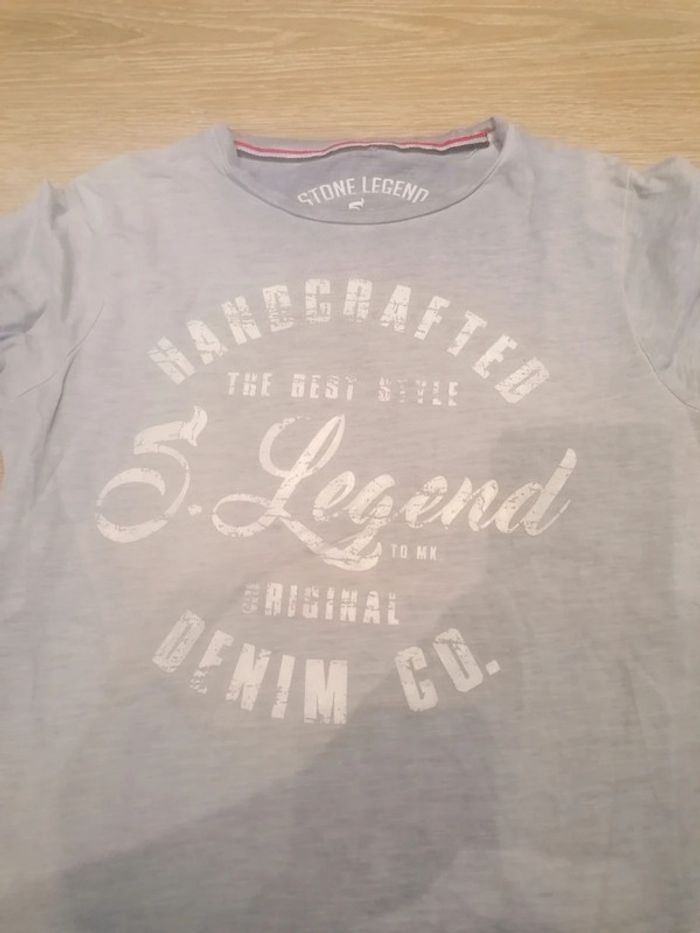 STONE LEGEND
HANDCRAFTED
THE BEST STYLE
S. Legend
TO MK
ORIGINAL
DENIM CO.